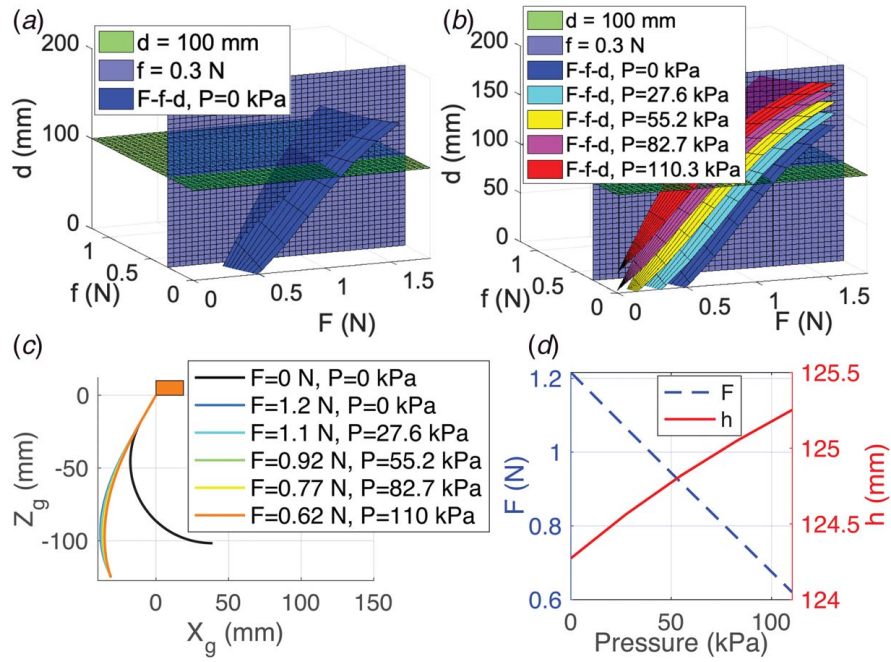 (a)
200
100
0
d (mm)
d = 100 mm
f = 0.3 N
F-f-d, P=0 kPa
1
0.5
0
f (N)
0
0.5
1
1.5
F (N)
(b)
200
150
100
50
0
d (mm)
d = 100 mm
f = 0.3 N
F-f-d, P=0 kPa
F-f-d, P=27.6 kPa
F-f-d, P=55.2 kPa
F-f-d, P=82.7 kPa
F-f-d, P=110.3 kPa
1
0.5
0
f (N)
0
0.5
1
1.5
F (N)
(c)
0
-50
-100
Z_g (mm)
F=0 N, P=0 kPa
F=1.2 N, P=0 kPa
F=1.1 N, P=27.6 kPa
F=0.92 N, P=55.2 kPa
F=0.77 N, P=82.7 kPa
F=0.62 N, P=110 kPa
0 50 100 150
X_g (mm)
(d)
1.2
1
0.8
0.6
F (N)
F
h
125.5
125
124.5
124
h (mm)
0 50 100
Pressure (kPa)